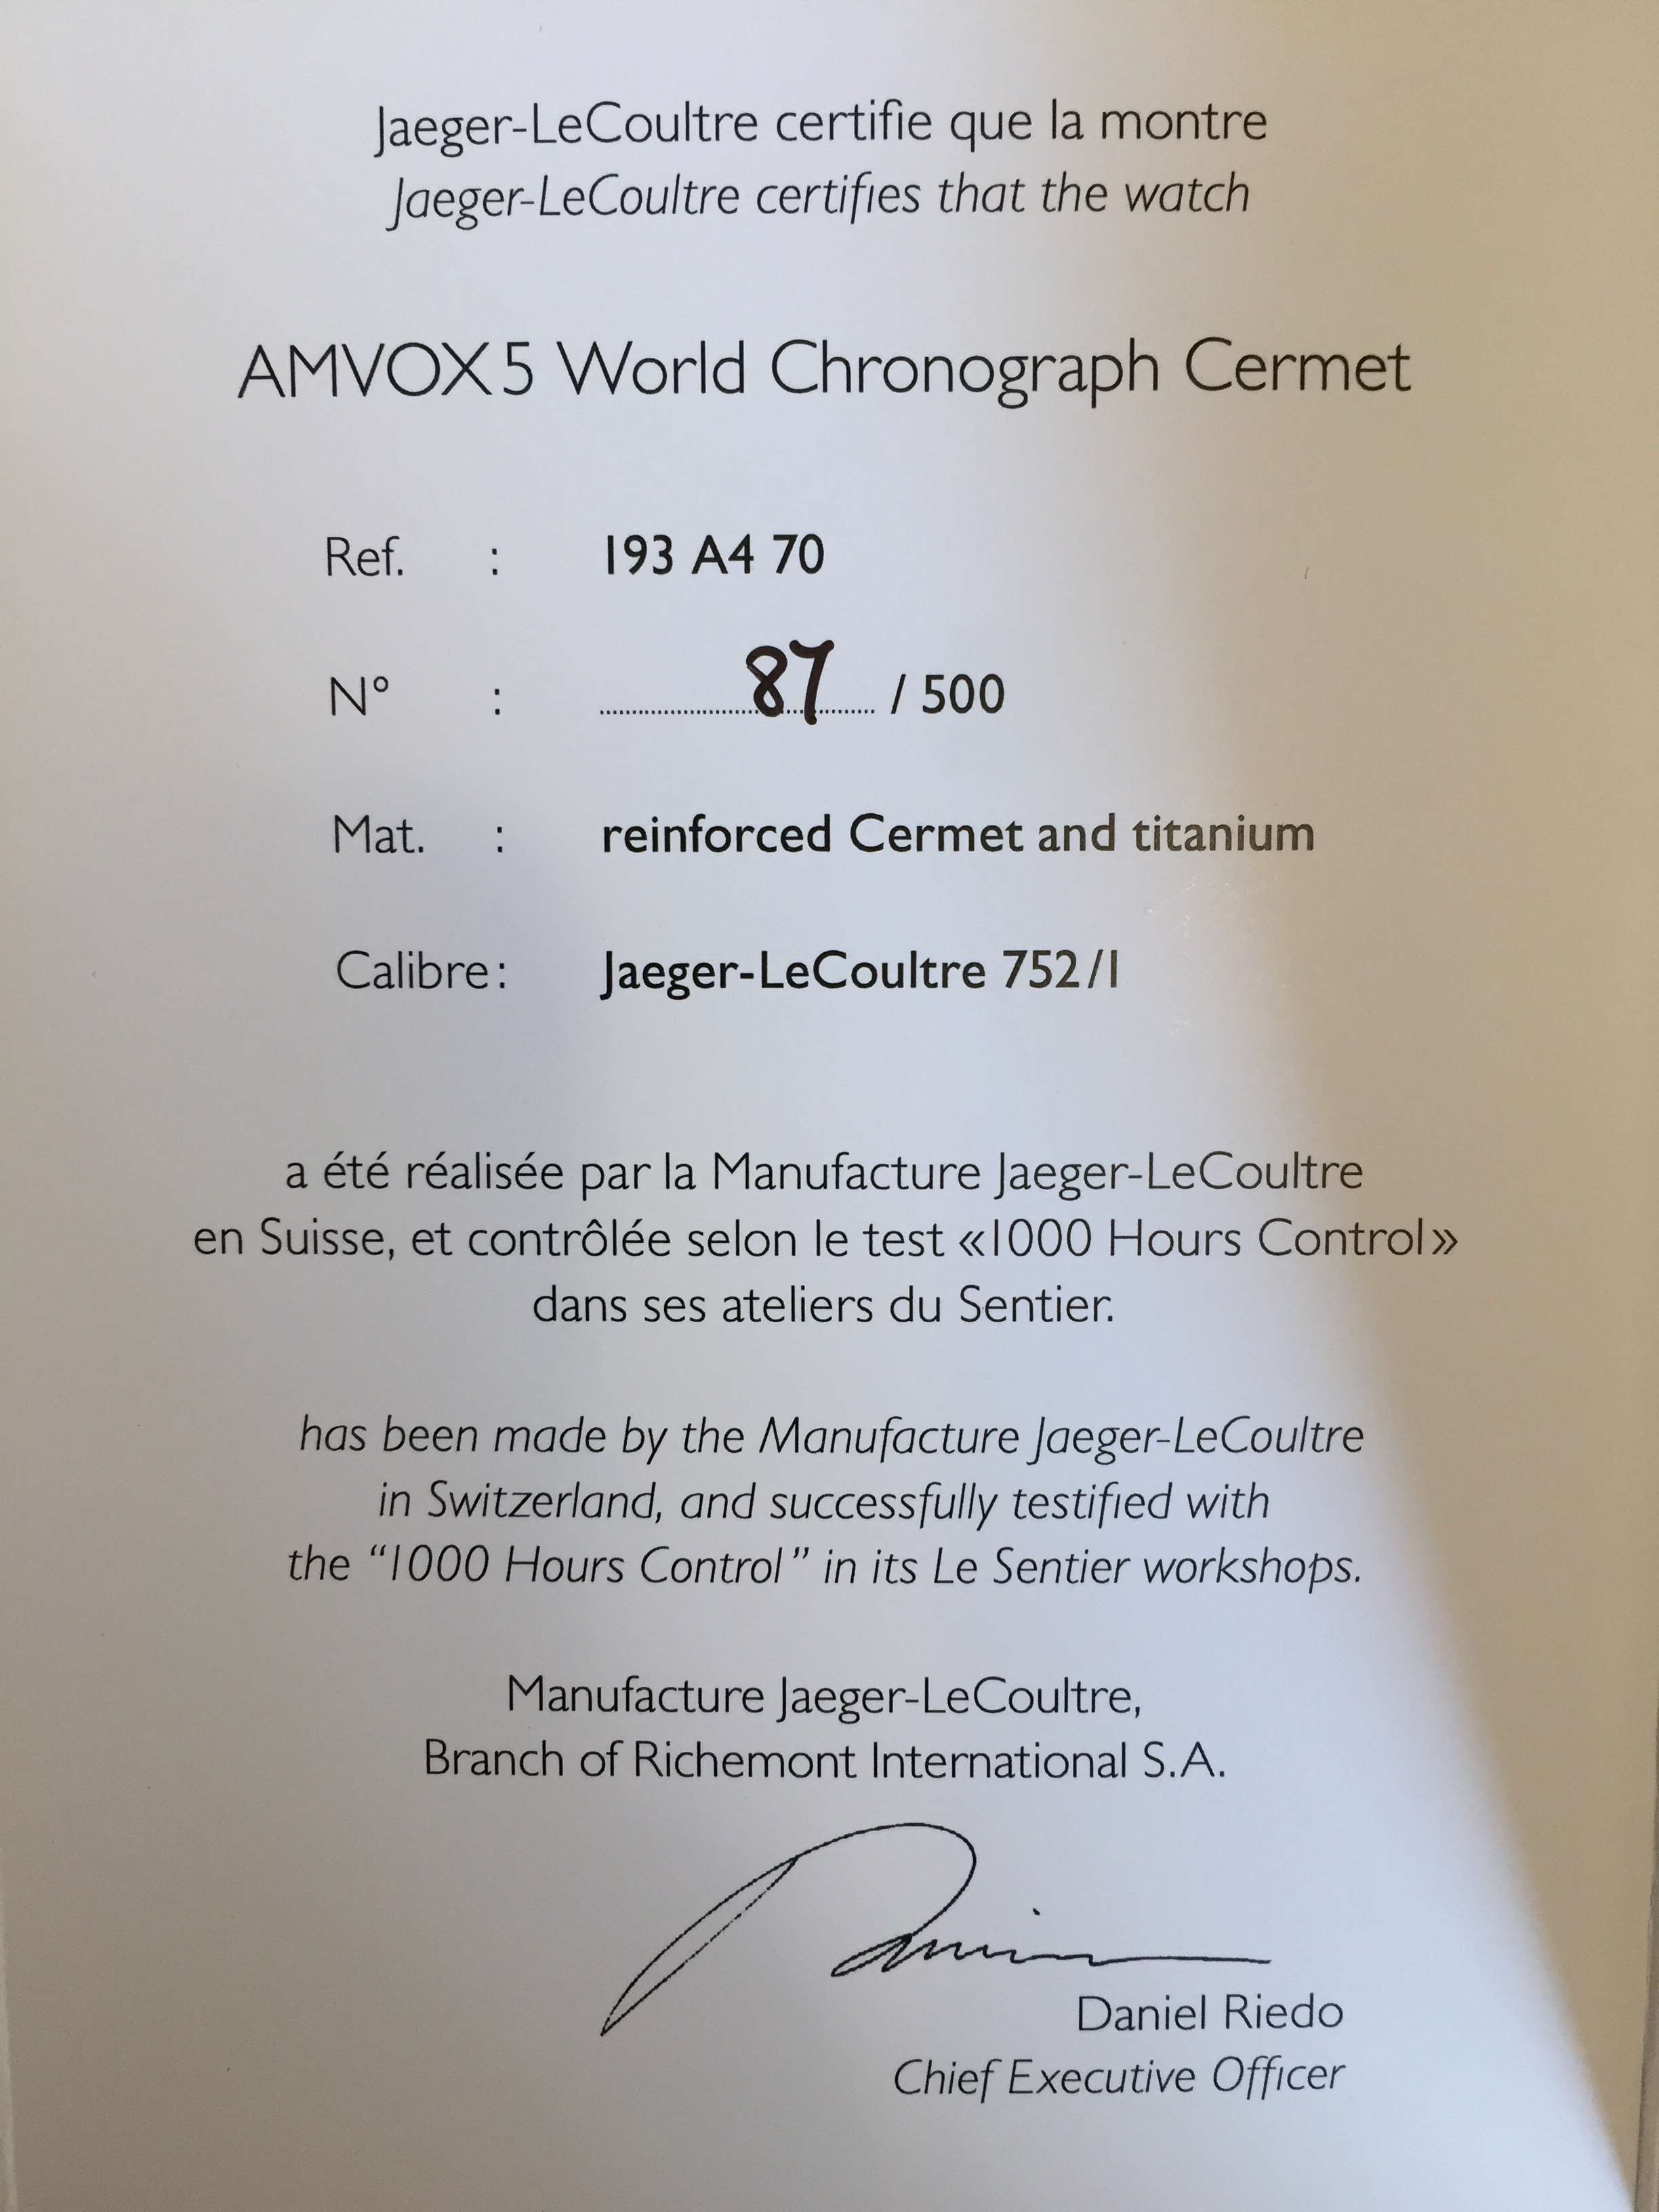 Jaeger-LeCoultre certifie que la montre
Jaeger-LeCoultre certifies that the watch
AMVOX5 World Chronograph Cermet
Ref. : 193 A4 70
N° : 87 / 500
Mat. : reinforced Cermet and titanium
Calibre: Jaeger-LeCoultre 752/1
a été réalisée par la Manufacture Jaeger-LeCoultre
en Suisse, et contrôlée selon le test «1000 Hours Control»
dans ses ateliers du Sentier.
has been made by the Manufacture Jaeger-LeCoultre
in Switzerland, and successfully testified with
the “1000 Hours Control” in its Le Sentier workshops.
Manufacture Jaeger-LeCoultre,
Branch of Richemont International S.A.
Daniel Riedo
Chief Executive Officer